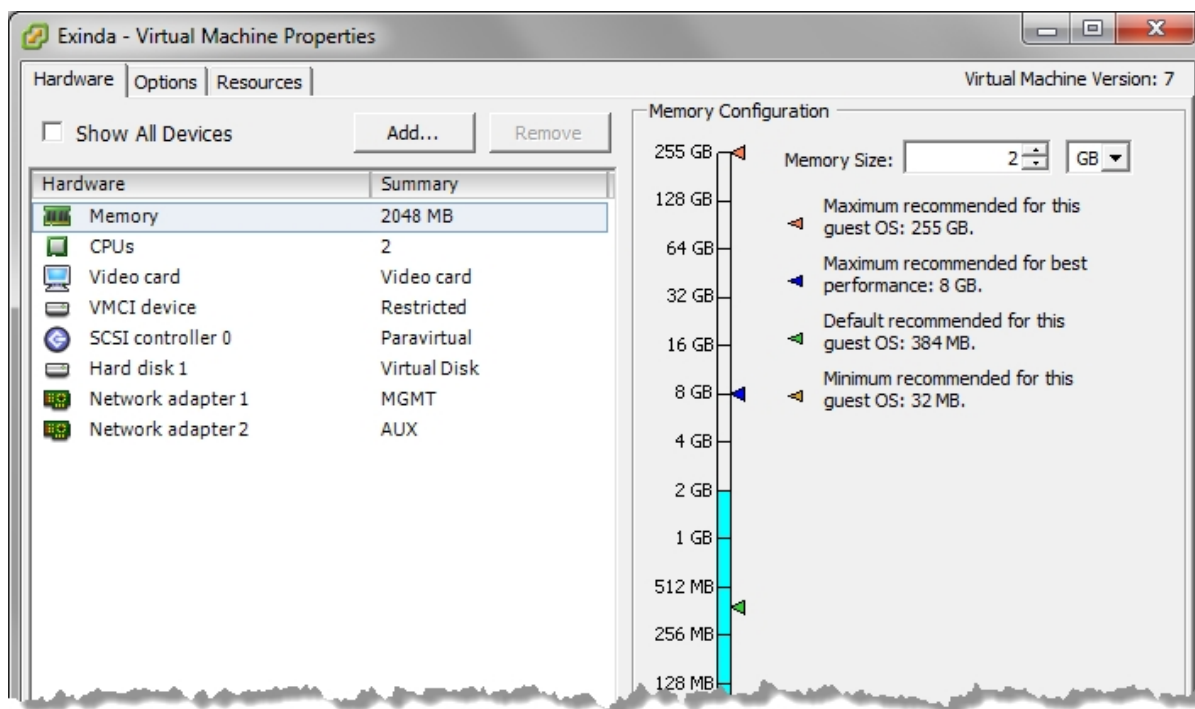 Exinda - Virtual Machine Properties
Hardware Options Resources
Virtual Machine Version: 7
Show All Devices
Add...
Remove
Hardware Summary
Memory 2048 MB
CPUs 2
Video card Video card
VMCI device Restricted
SCSI controller 0 Paravirtual
Hard disk 1 Virtual Disk
Network adapter 1 MGMT
Network adapter 2 AUX
Memory Configuration
255 GB
128 GB
64 GB
32 GB
16 GB
8 GB
4 GB
2 GB
1 GB
512 MB
256 MB
128 MB
Memory Size: 2 GB
Maximum recommended for this
guest OS: 255 GB.
Maximum recommended for best
performance: 8 GB.
Default recommended for this
guest OS: 384 MB.
Minimum recommended for this
guest OS: 32 MB.